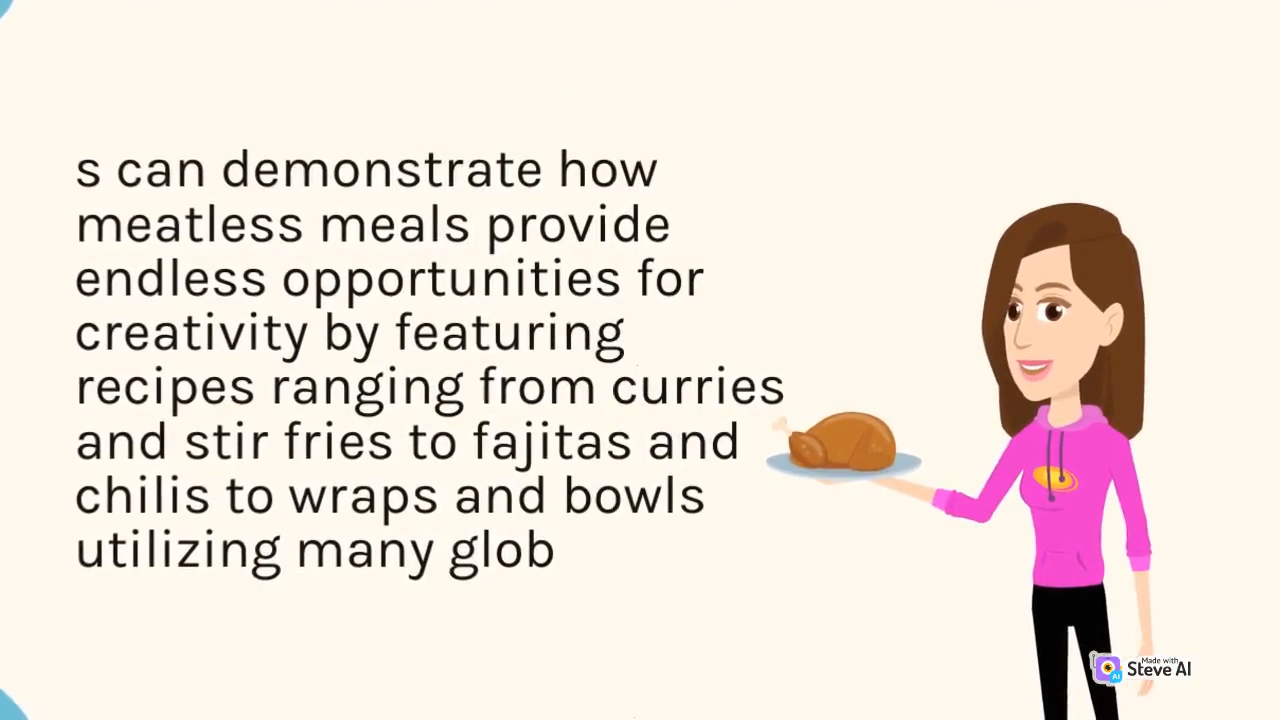 s can demonstrate how
meatless meals provide
endless opportunities for
creativity by featuring
recipes ranging from curries
and stir fries to fajitas and
chilis to wraps and bowls
utilizing many glob
Made with
Steve AI
AI